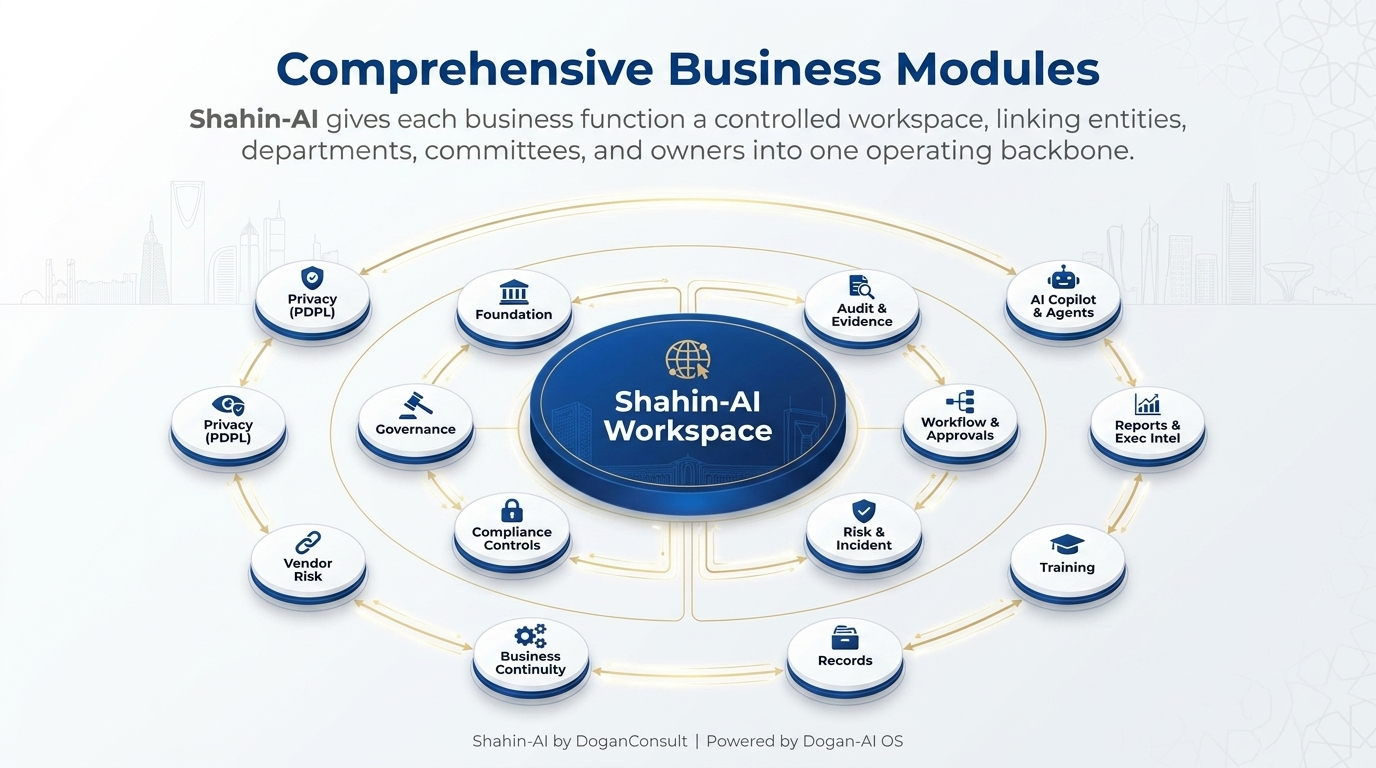 Comprehensive Business Modules
Shahin-AI gives each business function a controlled workspace, linking entities,
departments, committees, and owners into one operating backbone.
Privacy
(PDPL)
Foundation
Audit &
Evidence
AI Copilot
& Agents
Privacy
(PDPL)
Governance
Shahin-AI
Workspace
Workflow &
Approvals
Reports &
Exec Intel
Compliance
Controls
Risk &
Incident
Vendor
Risk
Training
Business
Continuity
Records
Shahin-AI by DoganConsult | Powered by Dogan-AI OS